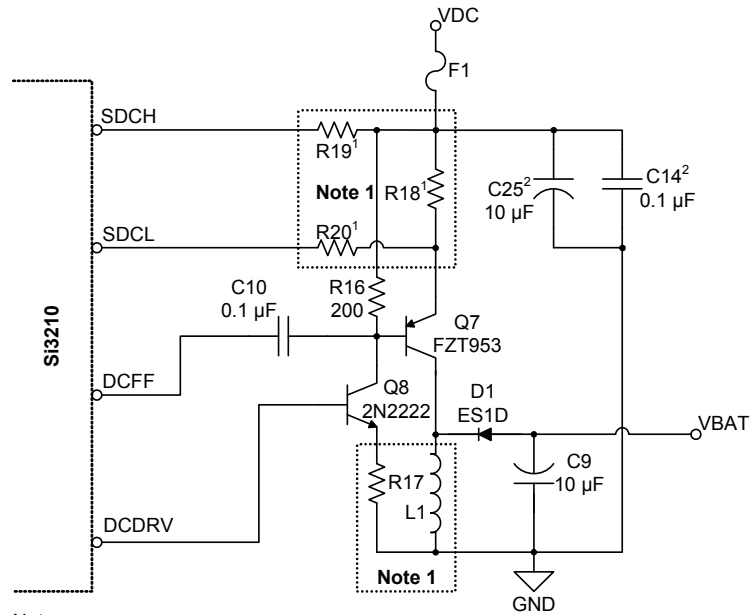 VDC
F1
SDCH
R19¹
Note 1
R18¹
C25²
10 µF
C14²
0.1 µF
SDCL
R20¹
C10
0.1 µF
R16
200
Q7
FZT953
Si3210
DCFF
Q8
2N2222
D1
ES1D
VBAT
R17
L1
C9
10 µF
DCDRV
Note 1
GND